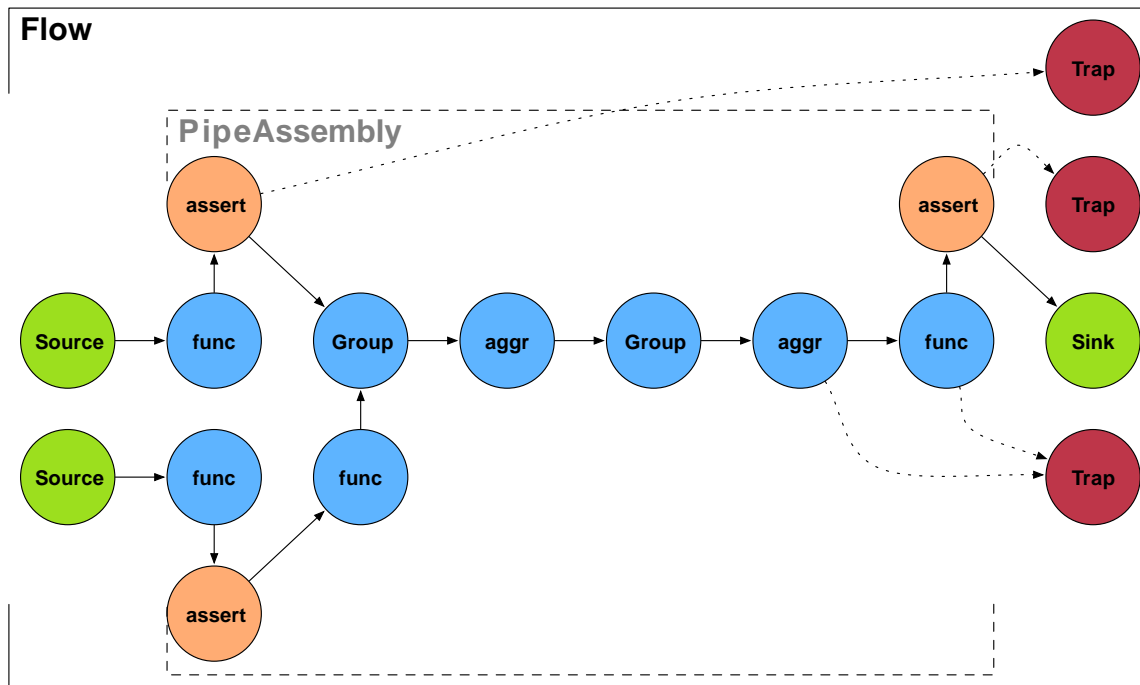 Flow
Trap
PipeAssembly
assert
assert
Trap
Source
func
Group
aggr
Group
aggr
func
Sink
Source
func
func
Trap
assert